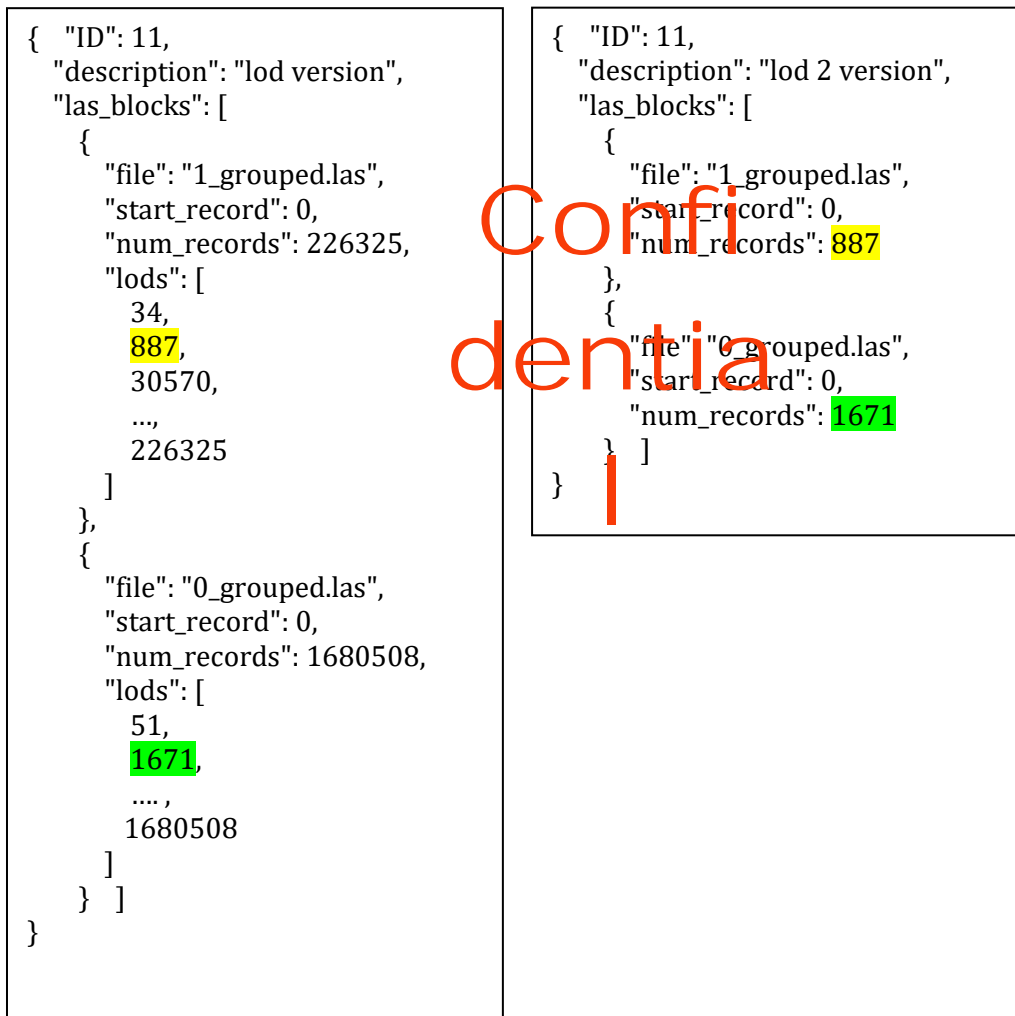 { "ID": 11,
"description": "lod version",
"las_blocks": [
{
"file": "1_grouped.las",
"start_record": 0,
"num_records": 226325,
"lods": [
34,
887,
30570,
…,
226325
]
},
{
"file": "0_grouped.las",
"start_record": 0,
"num_records": 1680508,
"lods": [
51,
1671,
…. ,
1680508
]
} ]
}
{ "ID": 11,
"description": "lod 2 version",
"las_blocks": [
{
"file": "1_grouped.las",
"start_record": 0,
"num_records": 887
},
{
"file": "0_grouped.las",
"start_record": 0,
"num_records": 1671
} ]
}
Confi
dentia
l